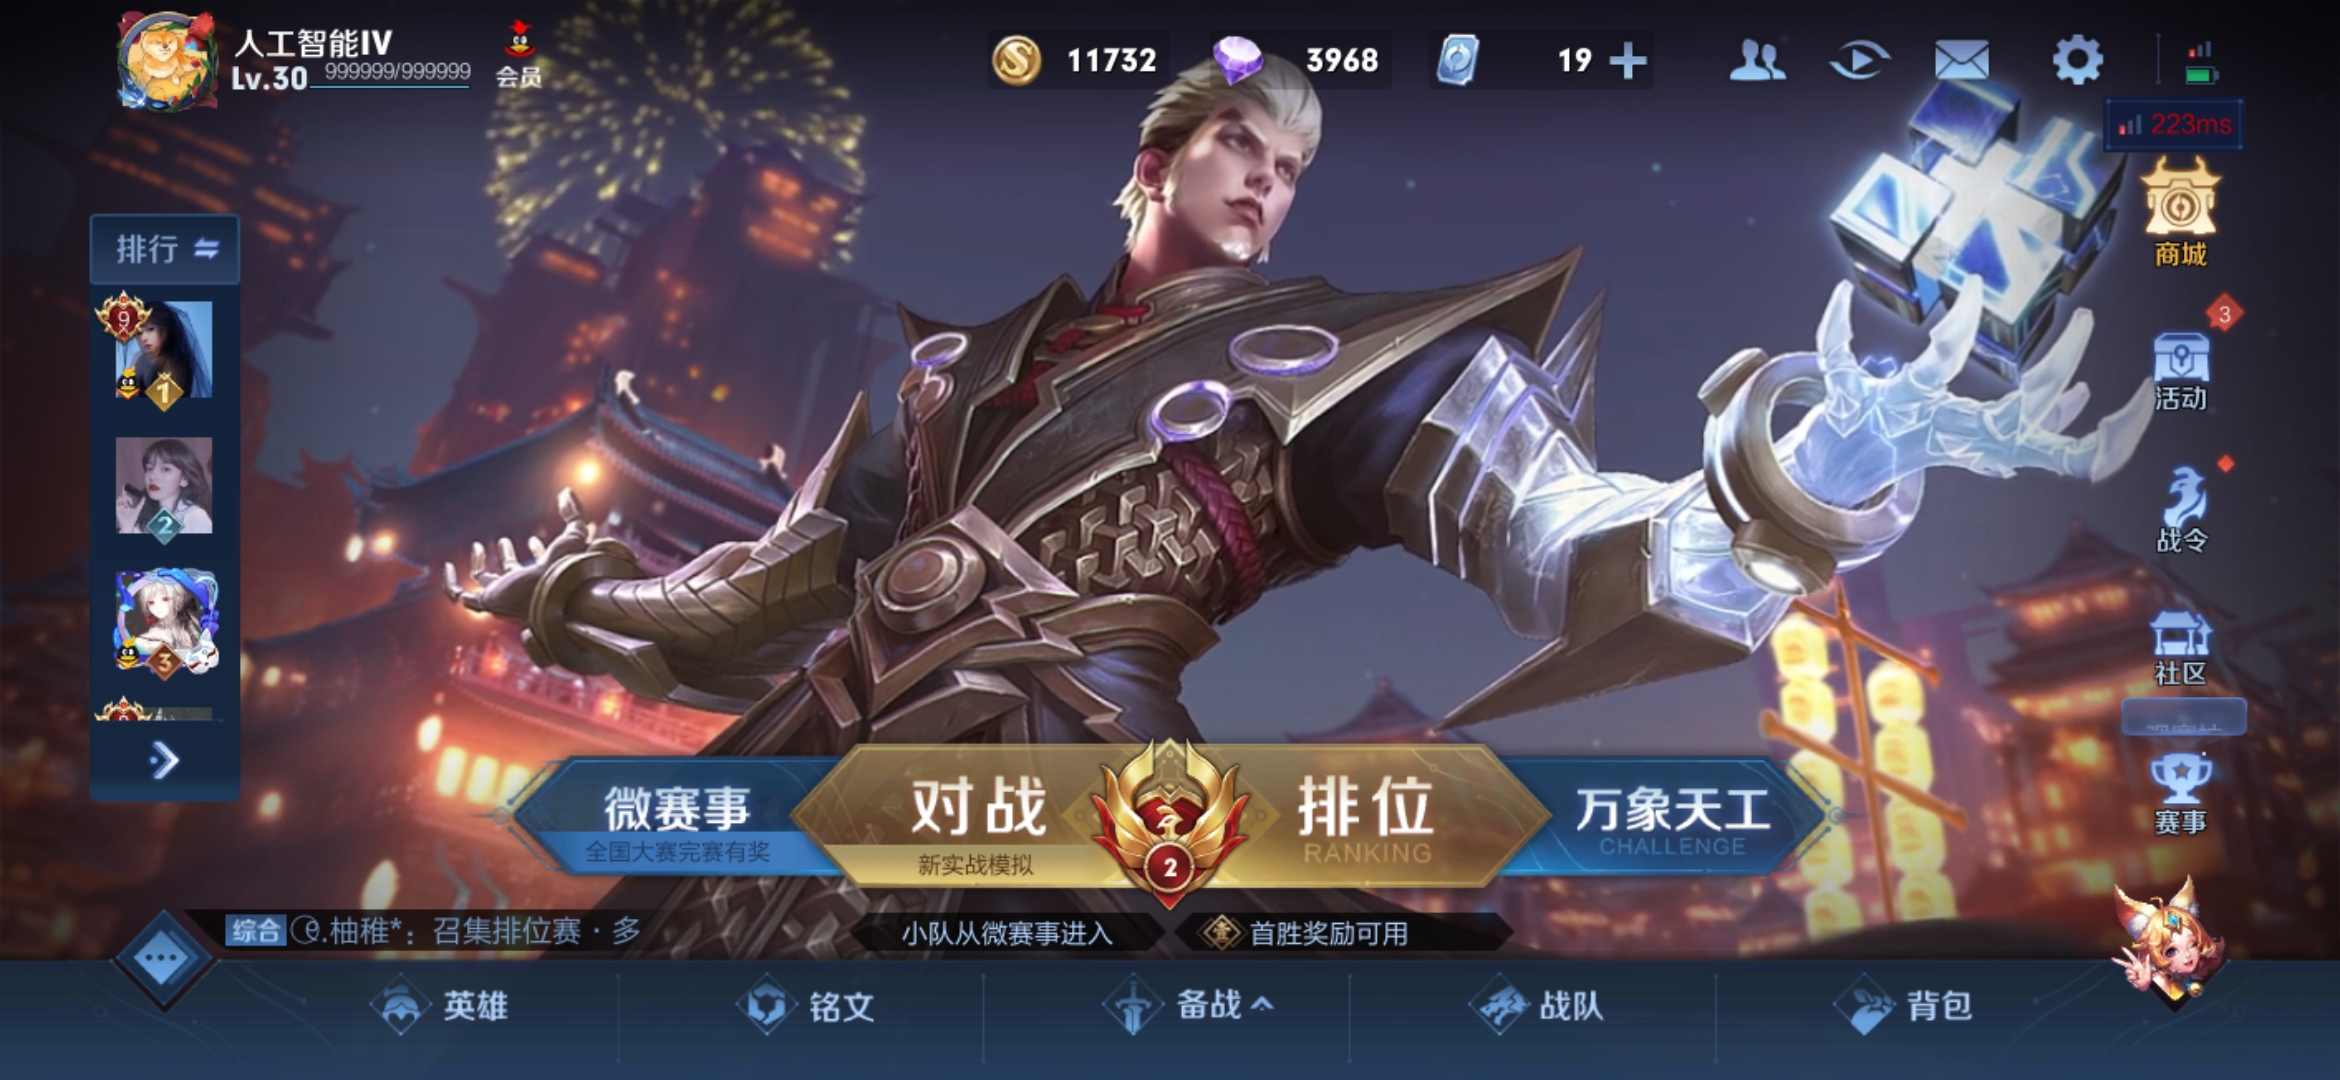 人工智能IV
Lv.30 999999/999999
会员
11732
3968
19
223ms
排行
9
1
2
3
商城
3
活动
战令
社区
赛事
微赛事
全国大赛完赛有奖
对战
新实战模拟
2
排位
RANKING
万象天工
CHALLENGE
综合 .柚稚*：召集排位赛·多
小队从微赛事进入
首胜奖励可用
英雄
铭文
备战
战队
背包